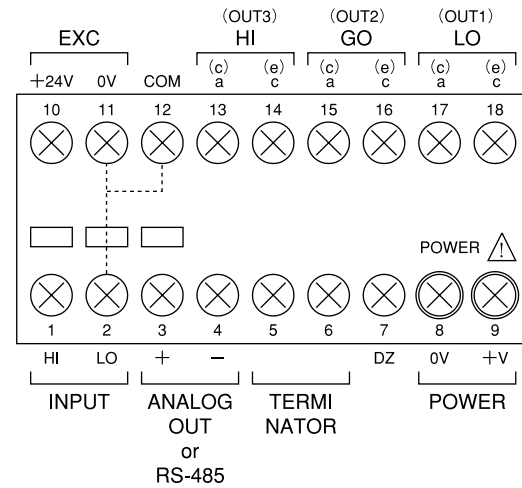 (OUT3) (OUT2) (OUT1)
EXC HI GO LO
(c) (e) (c) (e) (c) (e)
+24V 0V COM a c a c a c
10 11 12 13 14 15 16 17 18
POWER !
1 2 3 4 5 6 7 8 9
HI LO + − DZ 0V +V
INPUT ANALOG TERMI POWER
OUT NATOR
or
RS-485